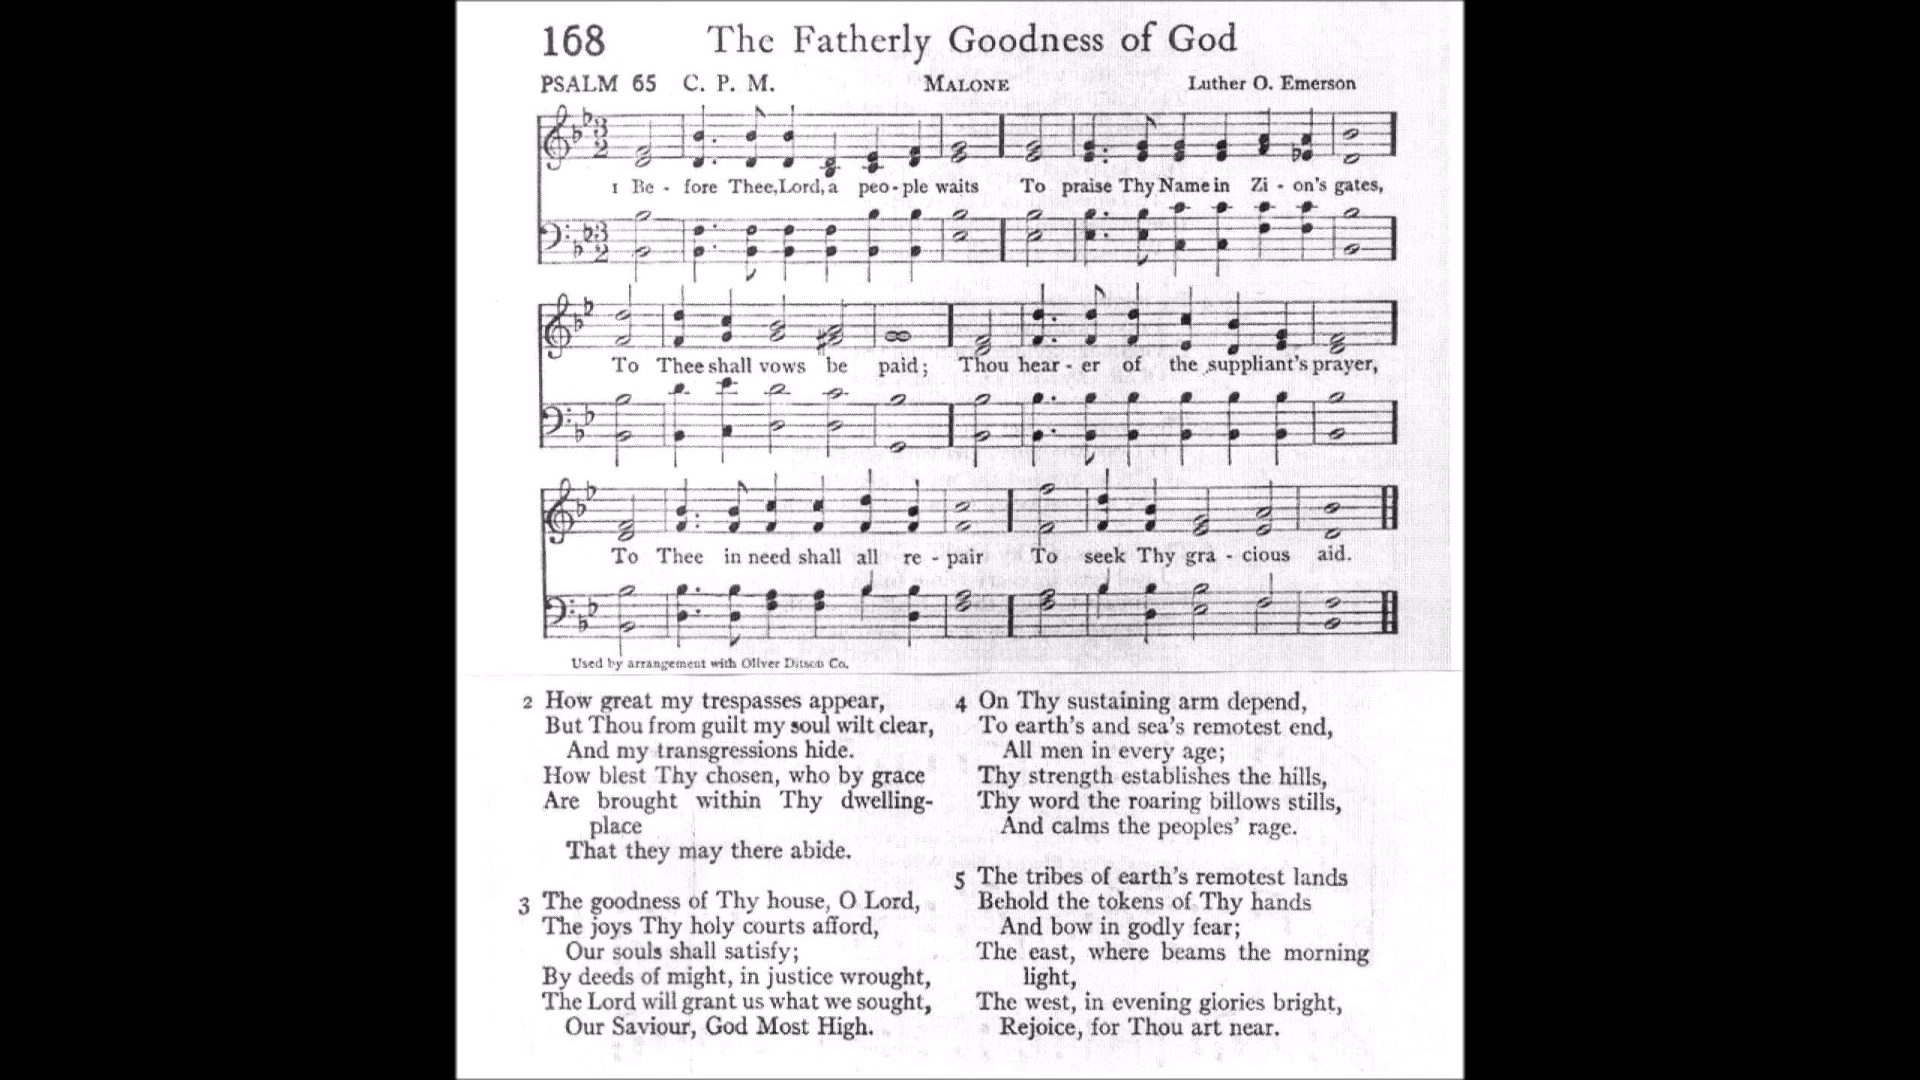 168 The Fatherly Goodness of God
PSALM 65 C. P. M. MALONE Luther O. Emerson
1 Be - fore Thee, Lord, a peo - ple waits To praise Thy Name in Zi - on's gates,
To Thee shall vows be paid; Thou hear - er of the suppliant's prayer,
To Thee in need shall all re - pair To seek Thy gra - cious aid.
Used by arrangement with Oliver Ditson Co.
2 How great my trespasses appear,
But Thou from guilt my soul wilt clear,
And my transgressions hide.
How blest Thy chosen, who by grace
Are brought within Thy dwelling-
place
That they may there abide.
3 The goodness of Thy house, O Lord,
The joys Thy holy courts afford,
Our souls shall satisfy;
By deeds of might, in justice wrought,
The Lord will grant us what we sought,
Our Saviour, God Most High.
4 On Thy sustaining arm depend,
To earth's and sea's remotest end,
All men in every age;
Thy strength establishes the hills,
Thy word the roaring billows stills,
And calms the peoples' rage.
5 The tribes of earth's remotest lands
Behold the tokens of Thy hands
And bow in godly fear;
The east, where beams the morning
light,
The west, in evening glories bright,
Rejoice, for Thou art near.